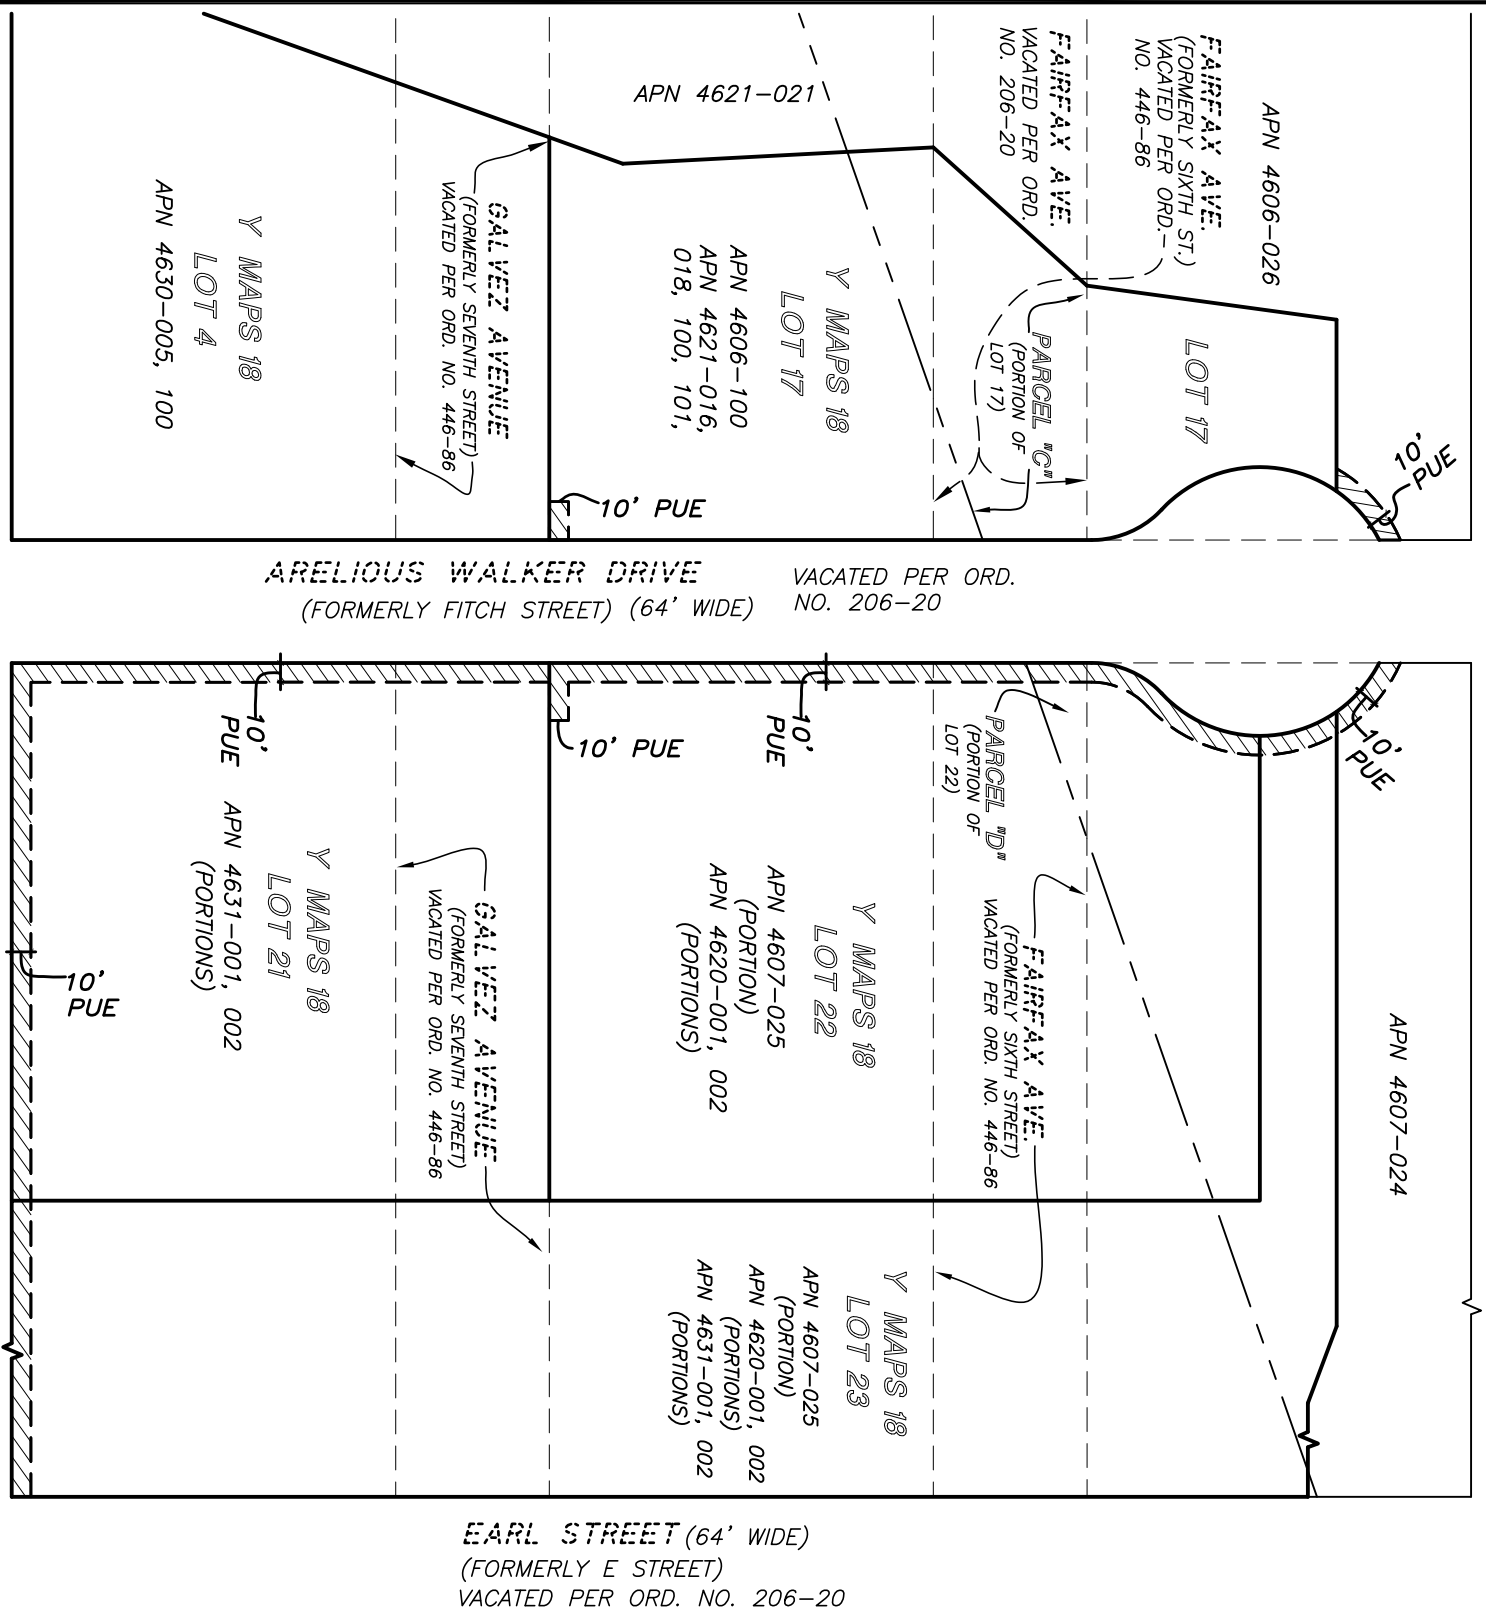 APN 4621-021
FAIRFAX AVE.
VACATED PER ORD.
NO. 206-20
FAIRFAX AVE.
(FORMERLY SIXTH ST.)
VACATED PER ORD.
NO. 446-86
APN 4606-026
Y MAPS 18
LOT 4
APN 4630-005, 100
GALVEZ AVENUE
(FORMERLY SEVENTH STREET)
VACATED PER ORD. NO. 446-86
Y MAPS 18
LOT 17
APN 4606-100
APN 4621-016,
018, 100, 101,
PARCEL "C"
(PORTION OF
LOT 17)
LOT 17
10'
PUE
10' PUE
ARELIOUS WALKER DRIVE
(FORMERLY FITCH STREET) (64' WIDE)
VACATED PER ORD.
NO. 206-20
10'
PUE
10' PUE
10'
PUE
PARCEL "D"
(PORTION OF
LOT 22)
10'
PUE
Y MAPS 18
LOT 21
APN 4631-001, 002
(PORTIONS)
10'
PUE
GALVEZ AVENUE
(FORMERLY SEVENTH STREET)
VACATED PER ORD. NO. 446-86
Y MAPS 18
LOT 22
APN 4607-025
(PORTION)
APN 4620-001, 002
(PORTIONS)
FAIRFAX AVE.
(FORMERLY SIXTH STREET)
VACATED PER ORD. NO. 446-86
APN 4607-024
Y MAPS 18
LOT 23
APN 4607-025
(PORTION)
APN 4620-001, 002
(PORTIONS)
APN 4631-001, 002
(PORTIONS)
EARL STREET (64' WIDE)
(FORMERLY E STREET)
VACATED PER ORD. NO. 206-20